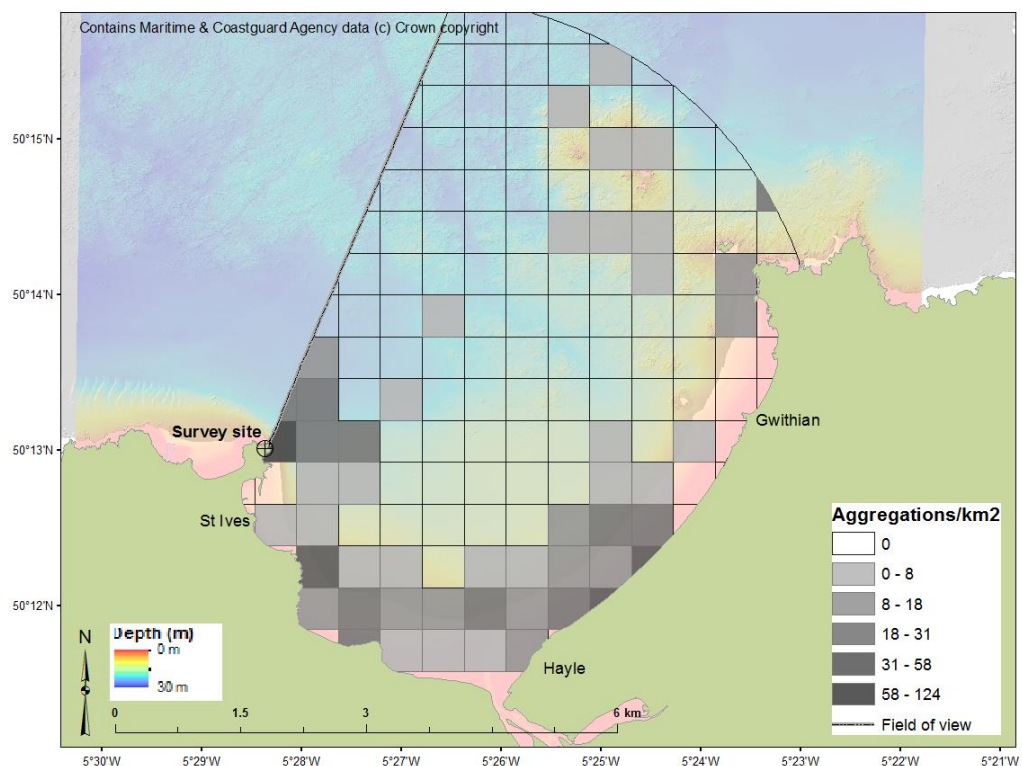 Contains Maritime & Coastguard Agency data (c) Crown copyright
50°15'N
50°14'N
50°13'N
50°12'N
Survey site
St Ives
Gwithian
Hayle
Aggregations/km2
0
0 - 8
8 - 18
18 - 31
31 - 58
58 - 124
Field of view
N
Depth (m)
0 m
30 m
0 1.5 3 6 km
5°30'W 5°29'W 5°28'W 5°27'W 5°26'W 5°25'W 5°24'W 5°23'W 5°22'W 5°21'W